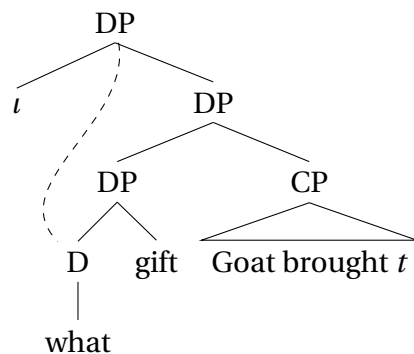 DP
ι DP
DP CP
D gift Goat brought t
what